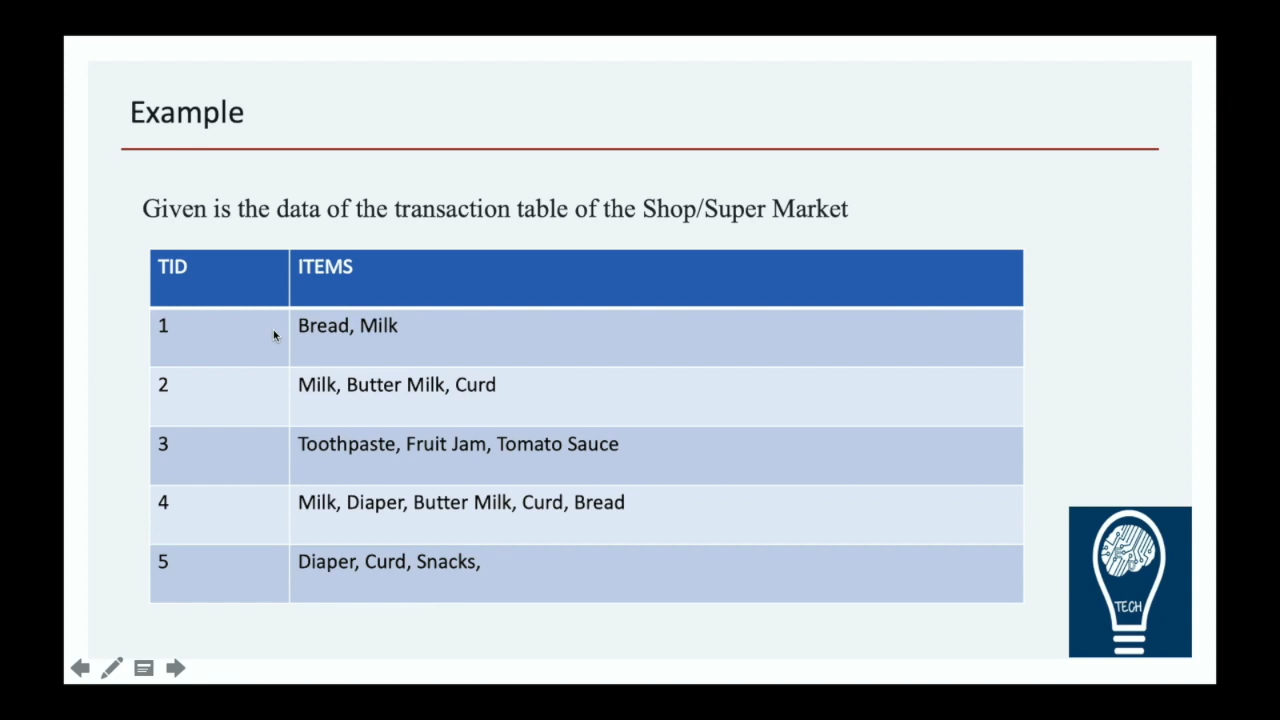 Example
Given is the data of the transaction table of the Shop/Super Market
TID ITEMS
1 Bread, Milk
2 Milk, Butter Milk, Curd
3 Toothpaste, Fruit Jam, Tomato Sauce
4 Milk, Diaper, Butter Milk, Curd, Bread
5 Diaper, Curd, Snacks,
TECH